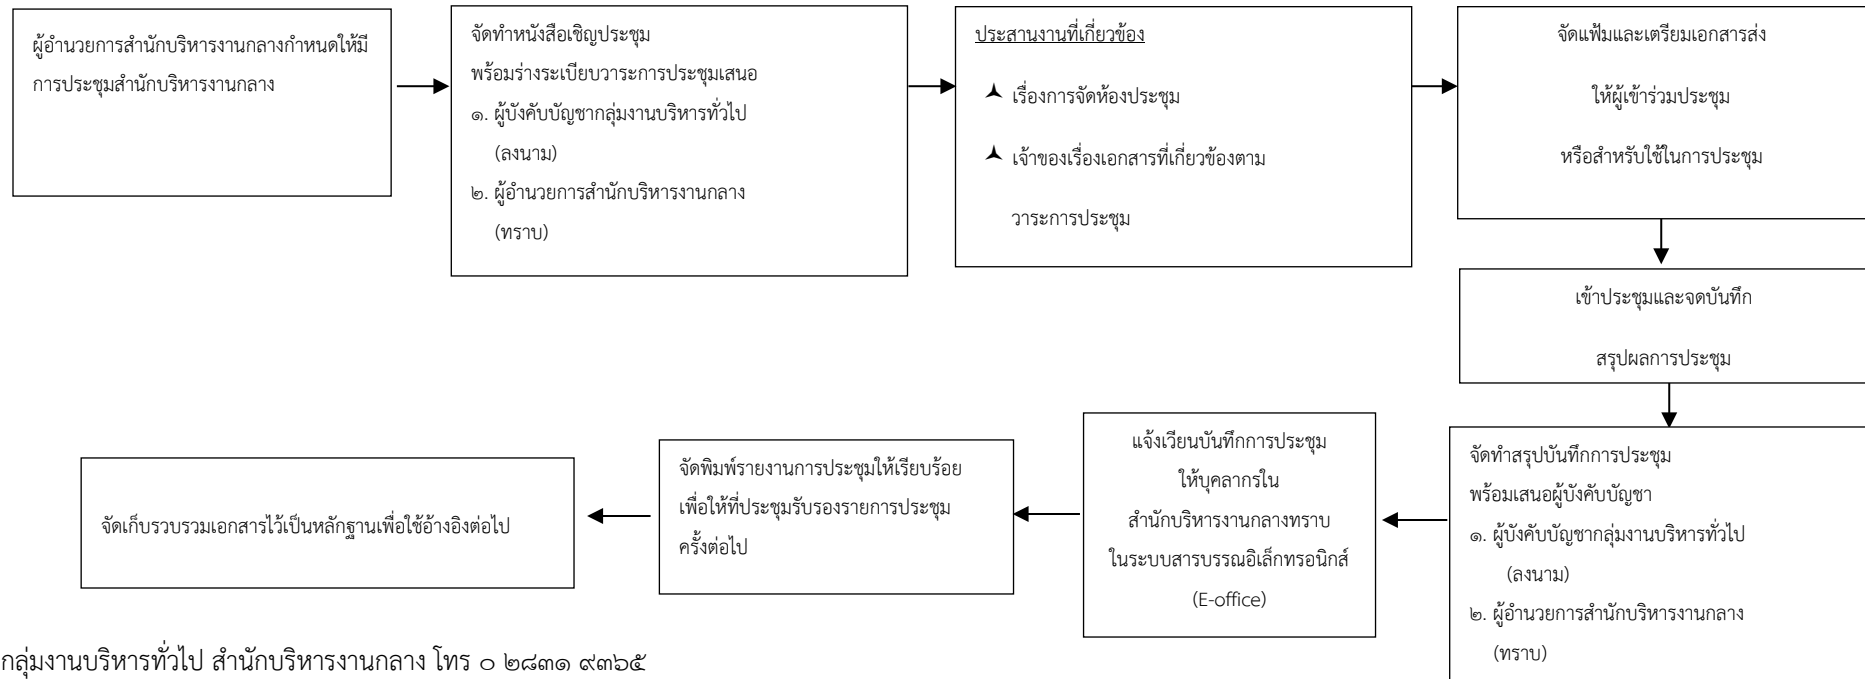 ผู้อำนวยการสำนักบริหารงานกลางกำหนดให้มี
การประชุมสำนักบริหารงานกลาง
จัดทำหนังสือเชิญประชุม
พร้อมร่างระเบียบวาระการประชุมเสนอ
๑. ผู้บังคับบัญชากลุ่มงานบริหารทั่วไป
(ลงนาม)
๒. ผู้อำนวยการสำนักบริหารงานกลาง
(ทราบ)
ประสานงานที่เกี่ยวข้อง
เรื่องการจัดห้องประชุม
เจ้าของเรื่องเอกสารที่เกี่ยวข้องตาม
วาระการประชุม
จัดแฟ้มและเตรียมเอกสารส่ง
ให้ผู้เข้าร่วมประชุม
หรือสำหรับใช้ในการประชุม
เข้าประชุมและจดบันทึก
สรุปผลการประชุม
จัดทำสรุปบันทึกการประชุม
พร้อมเสนอผู้บังคับบัญชา
๑. ผู้บังคับบัญชากลุ่มงานบริหารทั่วไป
(ลงนาม)
๒. ผู้อำนวยการสำนักบริหารงานกลาง
(ทราบ)
แจ้งเวียนบันทึกการประชุม
ให้บุคลากรใน
สำนักบริหารงานกลางทราบ
ในระบบสารบรรณอิเล็กทรอนิกส์
(E-office)
จัดพิมพ์รายงานการประชุมให้เรียบร้อย
เพื่อให้ที่ประชุมรับรองรายการประชุม
ครั้งต่อไป
จัดเก็บรวบรวมเอกสารไว้เป็นหลักฐานเพื่อใช้อ้างอิงต่อไป
กลุ่มงานบริหารทั่วไป สำนักบริหารงานกลาง โทร ๐ ๒๘๓๑ ๙๓๖๕